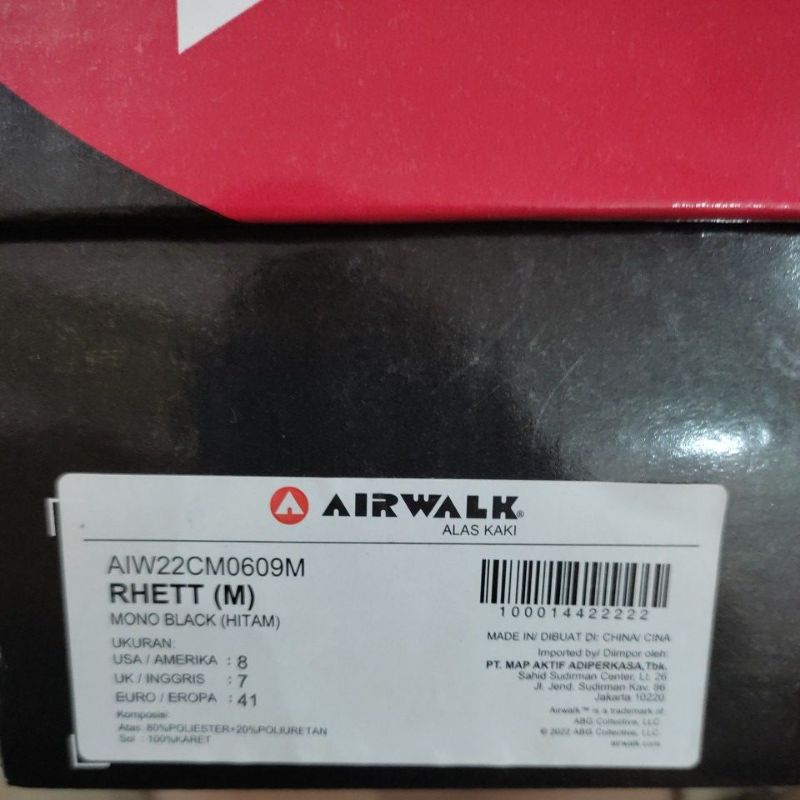 AIRWALK®
ALAS KAKI
AIW22CM0609M
RHETT (M)
MONO BLACK (HITAM)
UKURAN:
USA / AMERIKA : 8
UK / INGGRIS : 7
EURO / EROPA : 41
Komposisi:
Atas :80%POLIESTER+20%POLIURETAN
Sol :100%KARET
100014422222
MADE IN/ DIBUAT DI: CHINA/ CINA
Imported by/ Diimpor oleh:
PT. MAP AKTIF ADIPERKASA,Tbk.
Sahid Sudirman Center, Lt. 26
Jl. Jend. Sudirman Kav. 86
Jakarta 10220
Airwalk™ is a trademark of
ABG Collective, LLC.
© 2022 ABG Collective, LLC.
airwalk.com